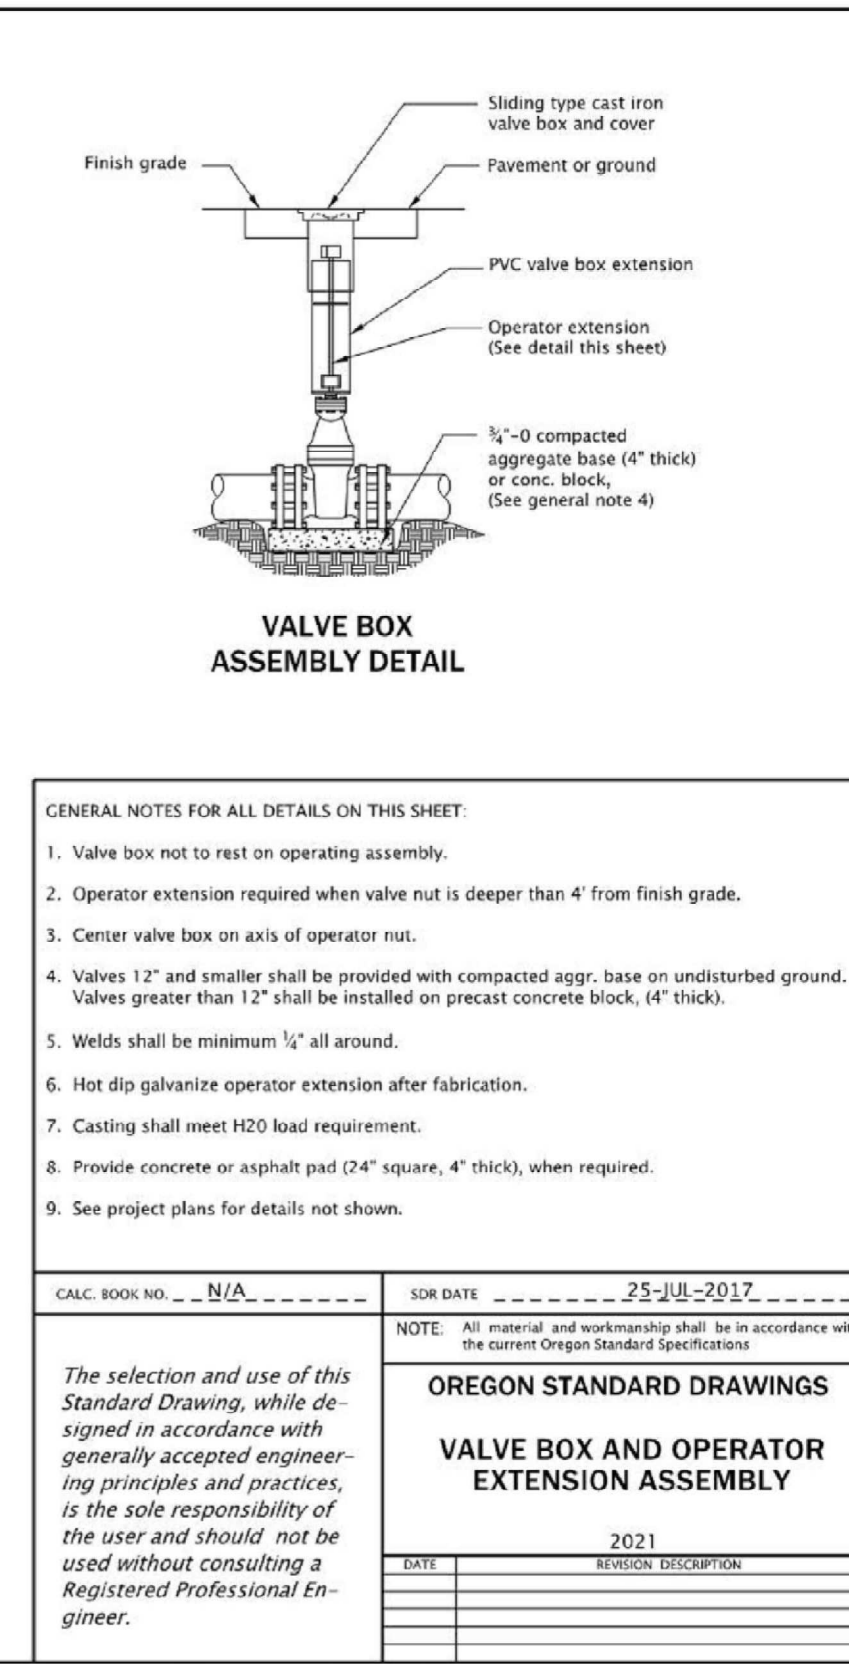 Sliding type cast iron
valve box and cover
Finish grade
Pavement or ground
PVC valve box extension
Operator extension
(See detail this sheet)
¾"-0 compacted
aggregate base (4" thick)
or conc. block,
(See general note 4)
VALVE BOX
ASSEMBLY DETAIL
GENERAL NOTES FOR ALL DETAILS ON THIS SHEET:
1. Valve box not to rest on operating assembly.
2. Operator extension required when valve nut is deeper than 4' from finish grade.
3. Center valve box on axis of operator nut.
4. Valves 12" and smaller shall be provided with compacted aggr. base on undisturbed ground.
Valves greater than 12" shall be installed on precast concrete block, (4" thick).
5. Welds shall be minimum ¼" all around.
6. Hot dip galvanize operator extension after fabrication.
7. Casting shall meet H20 load requirement.
8. Provide concrete or asphalt pad (24" square, 4" thick), when required.
9. See project plans for details not shown.
CALC. BOOK NO. N/A
SDR DATE 25-JUL-2017
NOTE: All material and workmanship shall be in accordance wi
the current Oregon Standard Specifications
The selection and use of this
Standard Drawing, while de-
signed in accordance with
generally accepted engineer-
ing principles and practices,
is the sole responsibility of
the user and should not be
used without consulting a
Registered Professional En-
gineer.
OREGON STANDARD DRAWINGS
VALVE BOX AND OPERATOR
EXTENSION ASSEMBLY
2021
DATE REVISION DESCRIPTION